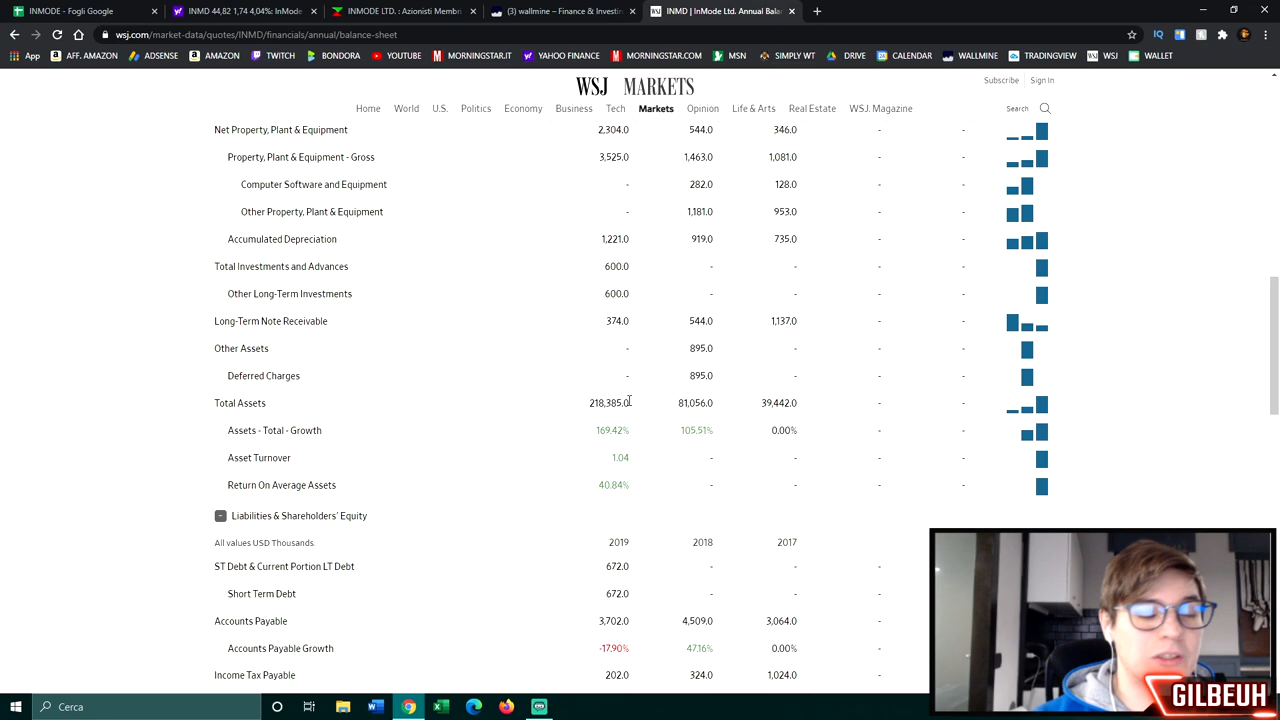 INMODE - Fogli Google
INMD 44,82 1,74 4,04%: InMode
INMODE LTD. : Azionisti Membri
(3) wallmine — Finance & Investin
INMD | InMode Ltd. Annual Bala
wsj.com/market-data/quotes/INMD/financials/annual/balance-sheet
AMAZON AFF. AMAZON ADSENSE AMAZON TWITCH BONDORA YOUTUBE MORNINGSTAR.IT YAHOO FINANCE MORNINGSTAR.COM MSN SIMPLY WT DRIVE CALENDAR WALLMINE TRADINGVIEW WSJ WALLET
WSJ MARKETS
Subscribe Sign In
Home World U.S. Politics Economy Business Tech Markets Opinion Life & Arts Real Estate WSJ. Magazine Search
Net Property, Plant & Equipment 2,304.0 544.0 346.0 - -
Property, Plant & Equipment - Gross 3,525.0 1,463.0 1,081.0 - -
Computer Software and Equipment - 282.0 128.0 - -
Other Property, Plant & Equipment - 1,181.0 953.0 - -
Accumulated Depreciation 1,221.0 919.0 735.0 - -
Total Investments and Advances 600.0 - - - -
Other Long-Term Investments 600.0 - - - -
Long-Term Note Receivable 374.0 544.0 1,137.0 - -
Other Assets - 895.0 - - -
Deferred Charges - 895.0 - - -
Total Assets 218,385.0 81,056.0 39,442.0 - -
Assets - Total - Growth 169.42% 105.51% 0.00% - -
Asset Turnover 1.04 - - - -
Return On Average Assets 40.84% - - - -
Liabilities & Shareholders' Equity
All values USD Thousands. 2019 2018 2017 - -
ST Debt & Current Portion LT Debt 672.0 - - -
Short Term Debt 672.0 - - -
Accounts Payable 3,702.0 4,509.0 3,064.0 -
Accounts Payable Growth -17.90% 47.16% 0.00% -
Income Tax Payable 202.0 324.0 1,024.0 -
GILBEUH
Cerca